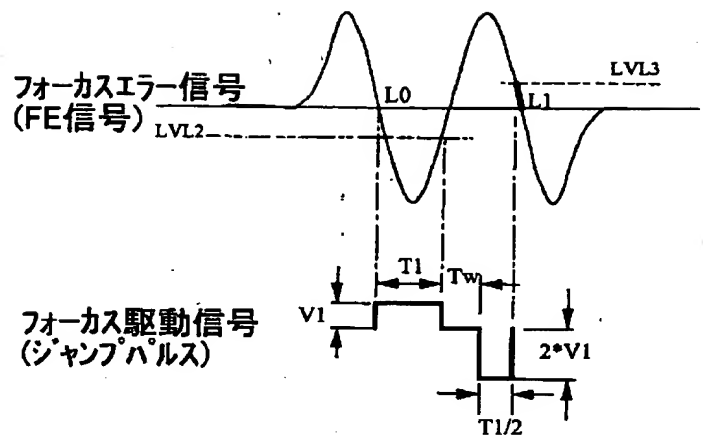 フォーカスエラー信号
(FE信号)
LVL3
L0
L1
LVL2
T1
Tw
フォーカス駆動信号
(ジャンプパルス)
V1
2*V1
T1/2